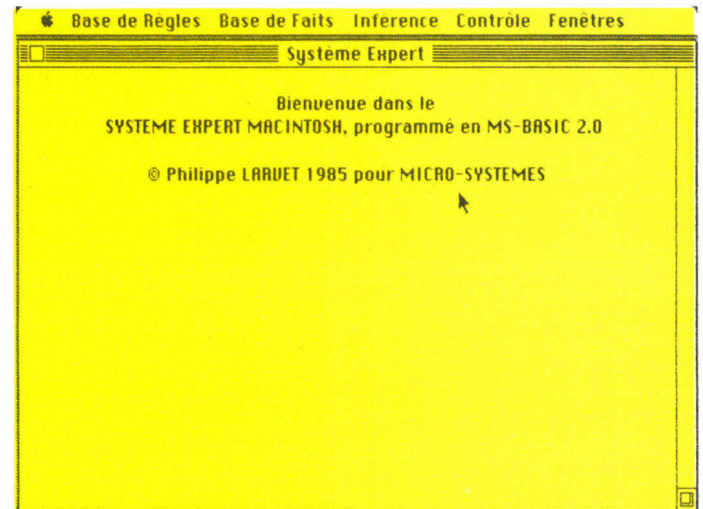 Base de Règles Base de Faits Inférence Contrôle Fenêtres
Système Expert
Bienvenue dans le
SYSTEME EXPERT MACINTOSH, programmé en MS-BASIC 2.0
© Philippe LARVET 1985 pour MICRO-SYSTEMES